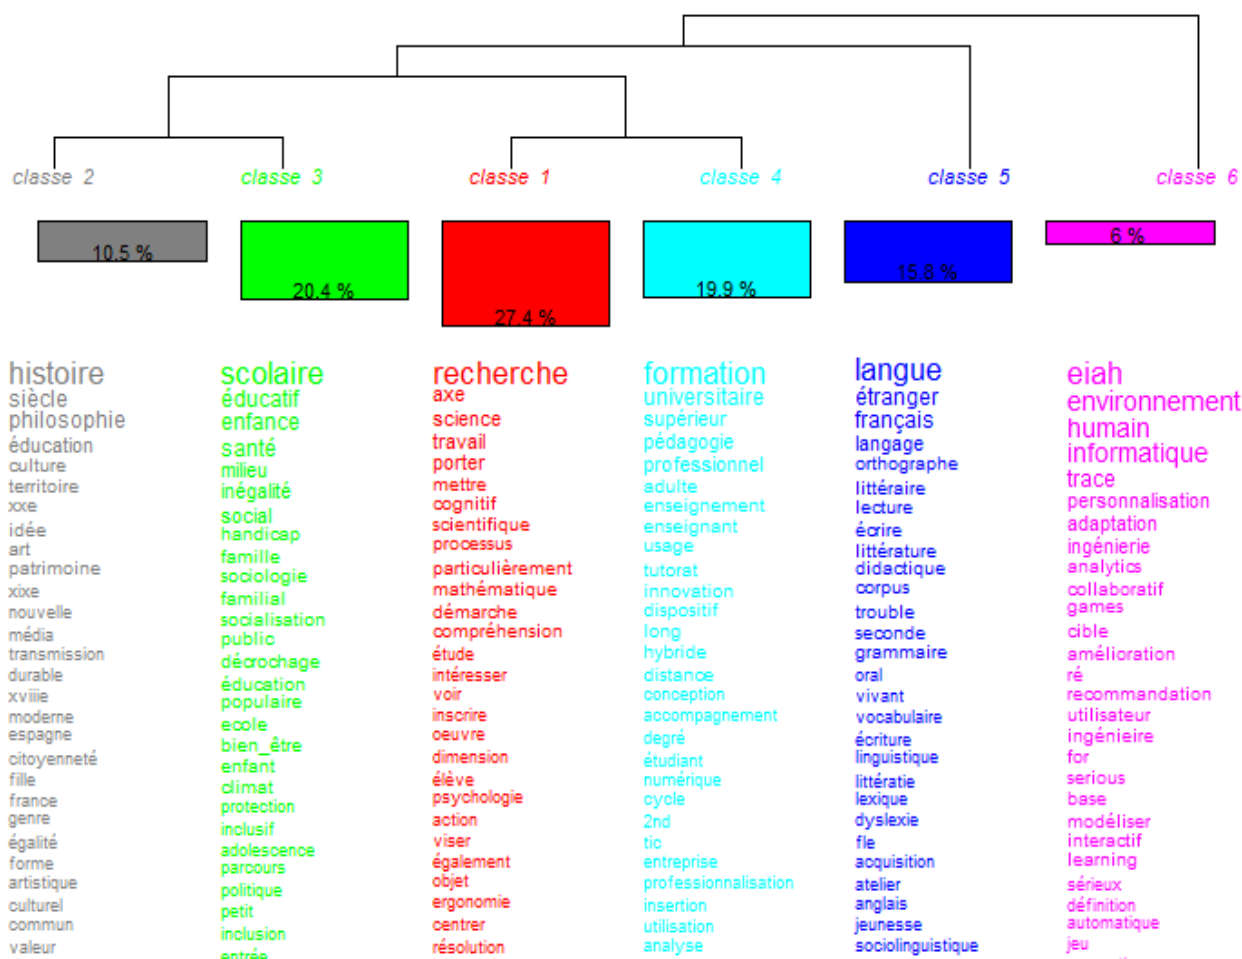 classe 2
classe 3
classe 1
classe 4
classe 5
classe 6
10.5 %
20.4 %
27.4 %
19.9 %
15.8 %
6 %
histoire
siècle
philosophie
éducation
culture
territoire
xxe
idée
art
patrimoine
xixe
nouvelle
média
transmission
durable
xviiie
moderne
espagne
citoyenneté
fille
france
genre
égalité
forme
artistique
culturel
commun
valeur
scolaire
éducatif
enfance
santé
milieu
inégalité
social
handicap
famille
sociologie
familial
socialisation
public
décrochage
éducation
populaire
ecole
bien_être
enfant
climat
protection
inclusif
adolescence
parcours
politique
petit
inclusion
entrée
recherche
axe
science
travail
porter
mettre
cognitif
scientifique
processus
particulièrement
mathématique
démarche
compréhension
étude
intéresser
voir
inscrire
oeuvre
dimension
élève
psychologie
action
viser
également
objet
ergonomie
centrer
résolution
formation
universitaire
supérieur
pédagogie
professionnel
adulte
enseignement
enseignant
usage
tutorat
innovation
dispositif
long
hybride
distance
conception
accompagnement
degré
étudiant
numérique
cycle
2nd
tic
entreprise
professionnalisation
insertion
utilisation
analyse
langue
étranger
français
langage
orthographe
littéraire
lecture
écrire
littérature
didactique
corpus
trouble
seconde
grammaire
oral
vivant
vocabulaire
écriture
linguistique
littératie
lexique
dyslexie
fle
acquisition
atelier
anglais
jeunesse
sociolinguistique
eiah
environnement
humain
informatique
trace
personnalisation
adaptation
ingénierie
analytics
collaboratif
games
cible
amélioration
ré
recommandation
utilisateur
ingénieire
for
serious
base
modéliser
interactif
learning
sérieux
définition
automatique
jeu